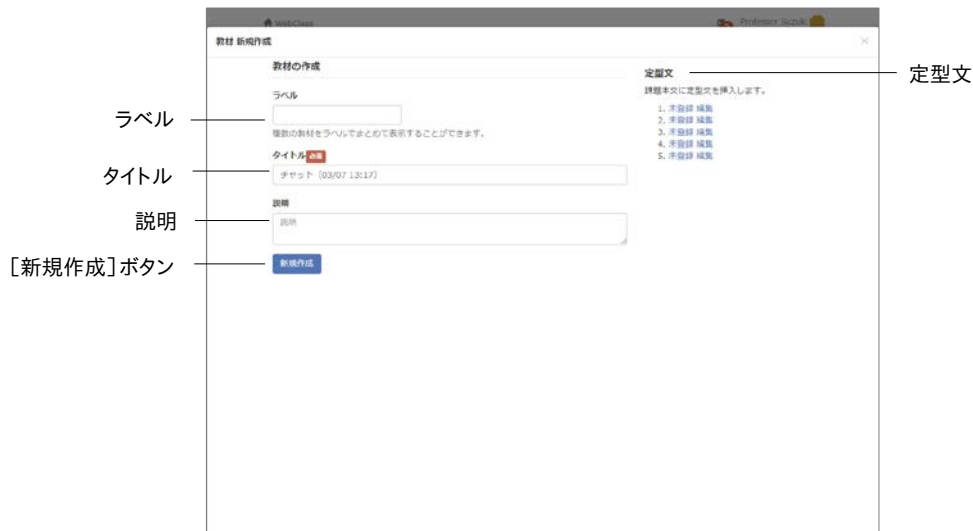 WebClass
Professor Suzuki
教材 新規作成
教材の作成
ラベル
複数の教材をラベルでまとめて表示することができます。
タイトル 必須
チャット (03/07 13:17)
説明
説明
新規作成
定型文
課題本文に定型文を挿入します。
1. 未登録 編集
2. 未登録 編集
3. 未登録 編集
4. 未登録 編集
5. 未登録 編集
ラベル
タイトル
説明
［新規作成］ボタン
定型文